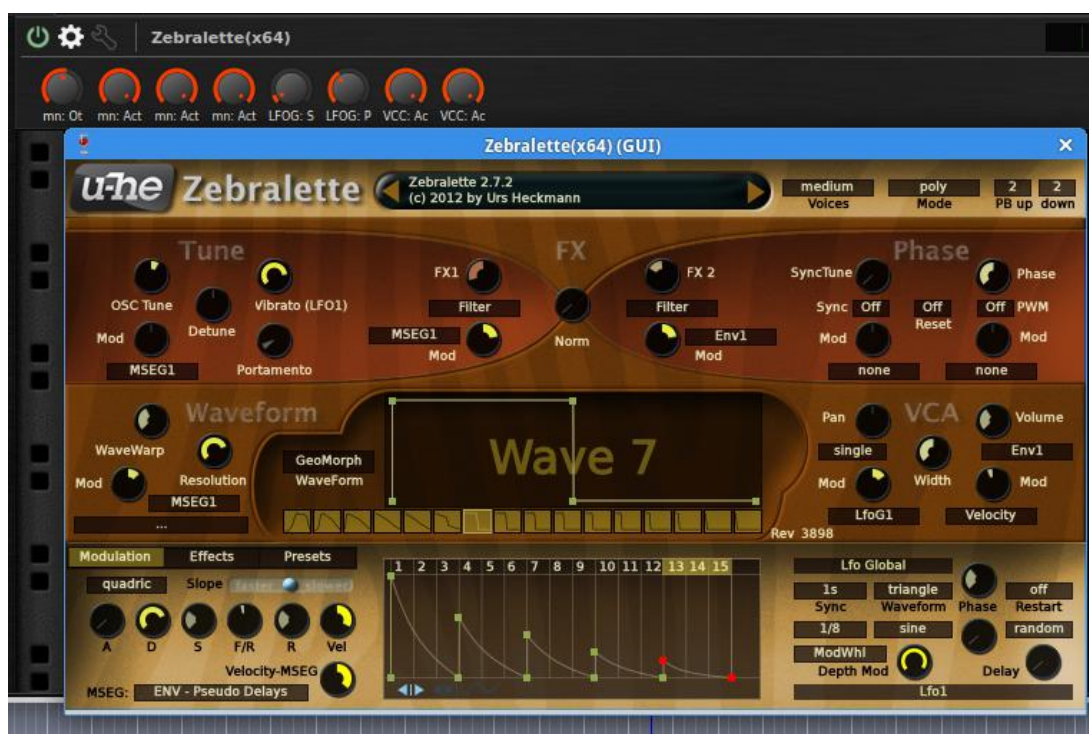 Zebralette(x64)
mn: Ot mn: Act mn: Act mn: Act LFOG: S LFOG: P VCC: Ac VCC: Ac
Zebralette(x64) (GUI)
u-he Zebralette
Zebralette 2.7.2
(c) 2012 by Urs Heckmann
medium poly 2 2
Voices Mode PB up down
Tune FX Phase
FX1 FX 2 SyncTune Phase
OSC Tune Vibrato (LFO1) Filter Filter Sync Off Off Off PWM
Detune Reset
Mod MSEG1 Norm Env1 Mod Mod
Mod Mod
MSEG1 Portamento none none
Waveform VCA
Pan Volume
WaveWarp single Env1
GeoMorph Wave 7
Mod Resolution WaveForm Mod Width Mod
MSEG1 LfoG1 Velocity
...
Rev 3898
Modulation Effects Presets
1 2 3 4 5 6 7 8 9 10 11 12 13 14 15
Lfo Global
quadric Slope faster slower
1s triangle off
Sync Waveform Phase Restart
1/8 sine random
A D S F/R R Vel
ModWhl
Velocity-MSEG Depth Mod Delay
MSEG: ENV - Pseudo Delays
Lfo1